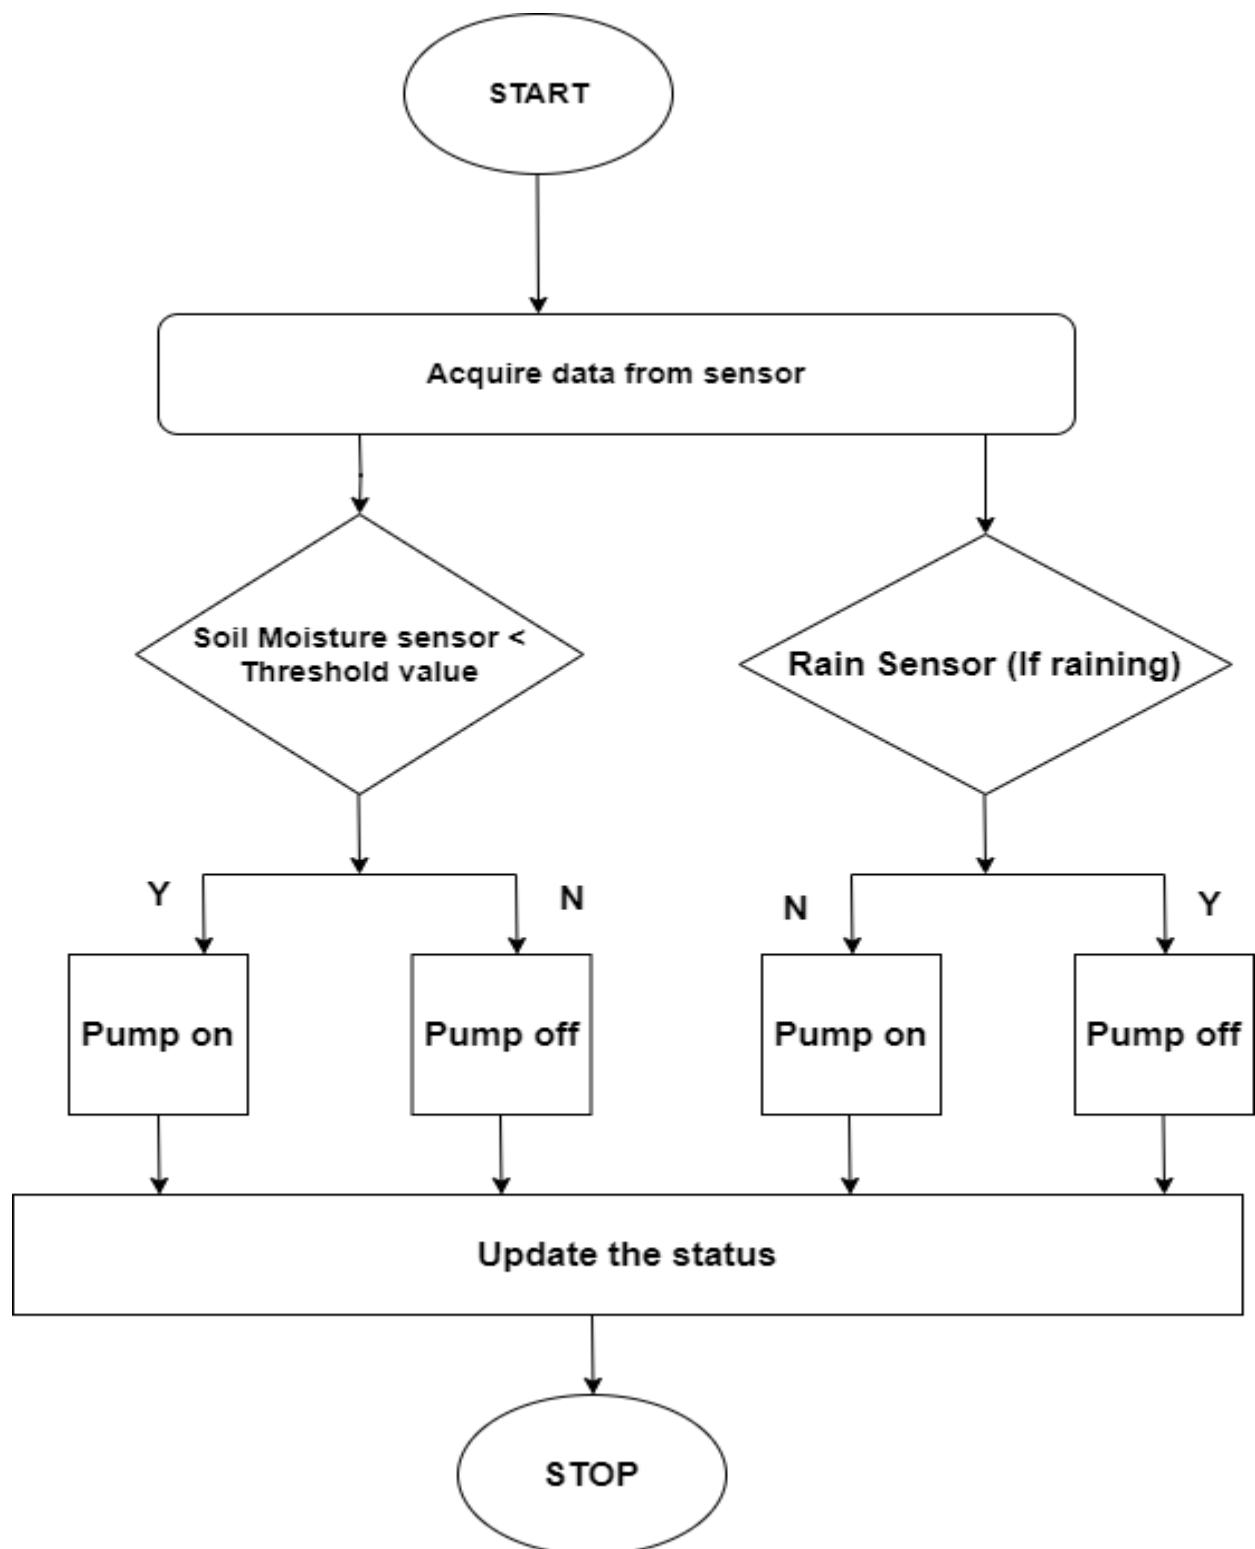 START
Acquire data from sensor
Soil Moisture sensor <
Threshold value
Rain Sensor (If raining)
Y
N
N
Y
Pump on
Pump off
Pump on
Pump off
Update the status
STOP